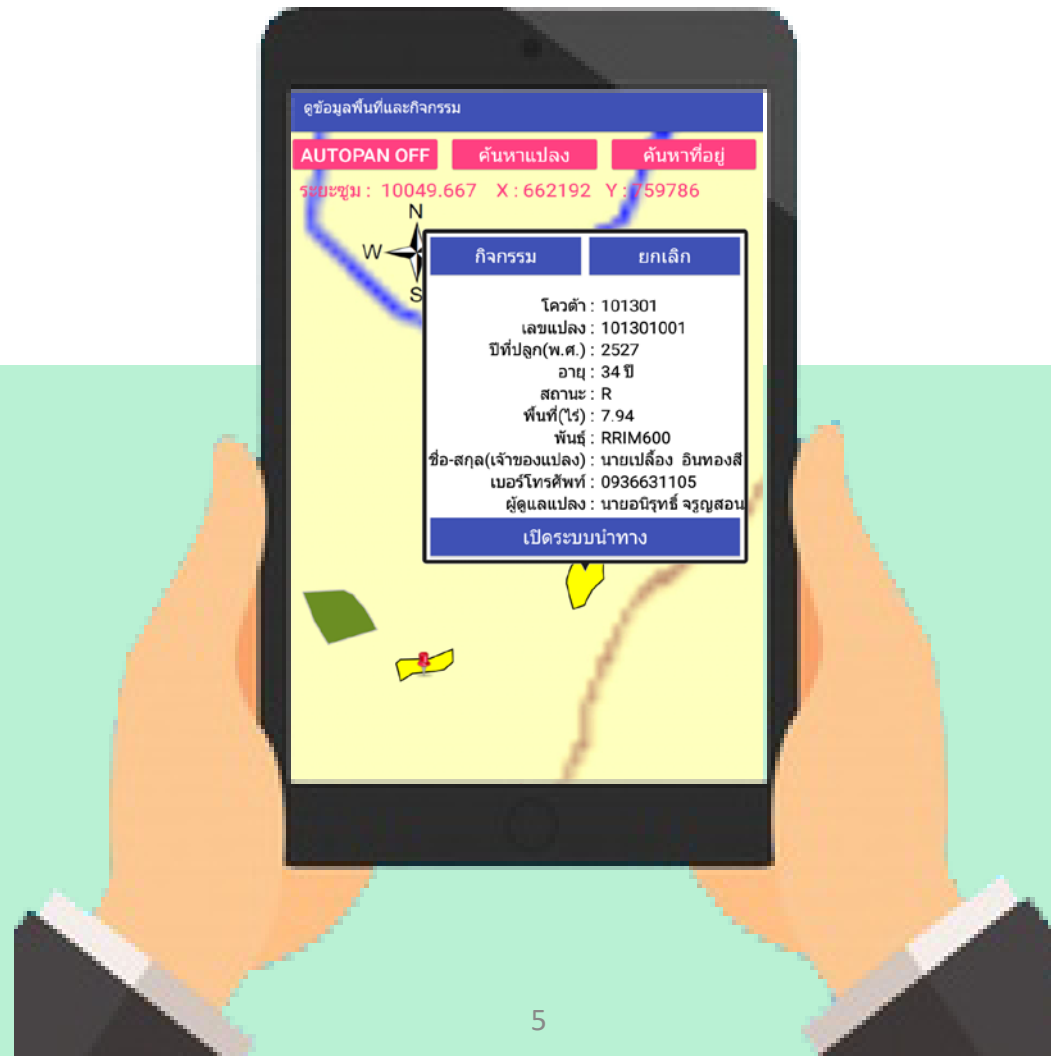 ดูข้อมูลพื้นที่และกิจกรรม
AUTOPAN OFF ค้นหาแปลง ค้นหาที่อยู่
ระยะซูม : 10049.667 X : 662192 Y : 759786
N
W
S
กิจกรรม ยกเลิก
โควต้า : 101301
เลขแปลง : 101301001
ปีที่ปลูก(พ.ศ.) : 2527
อายุ : 34 ปี
สถานะ : R
พื้นที่(ไร่) : 7.94
พันธุ์ : RRIM600
ชื่อ-สกุล(เจ้าของแปลง) : นายเปลื้อง อินทองสี
เบอร์โทรศัพท์ : 0936631105
ผู้ดูแลแปลง : นายอนิรุทธิ์ จรูญสอน
เปิดระบบนำทาง
5